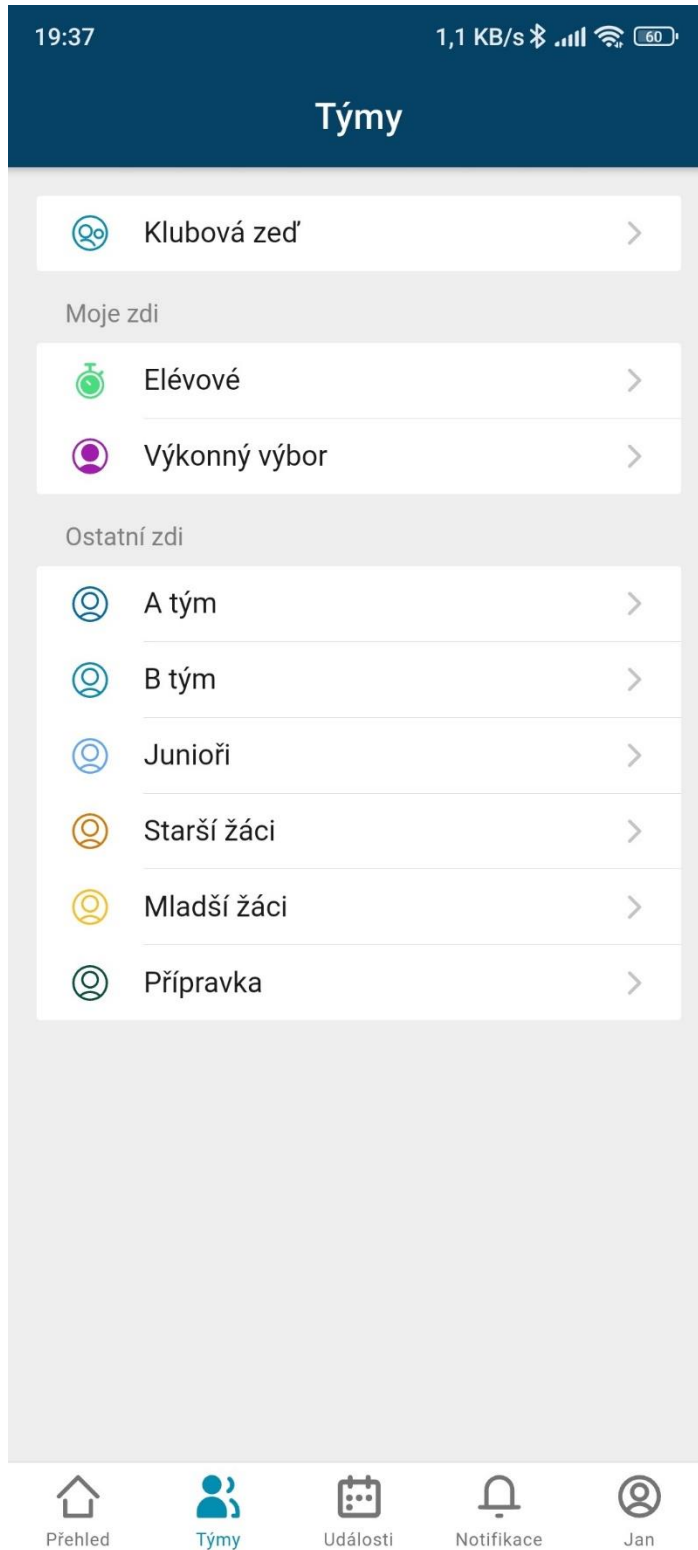 19:37 1,1 KB/s 60
Týmy
Klubová zeď
Moje zdi
Elévové
Výkonný výbor
Ostatní zdi
A tým
B tým
Junioři
Starší žáci
Mladší žáci
Přípravka
Přehled Týmy Události Notifikace Jan